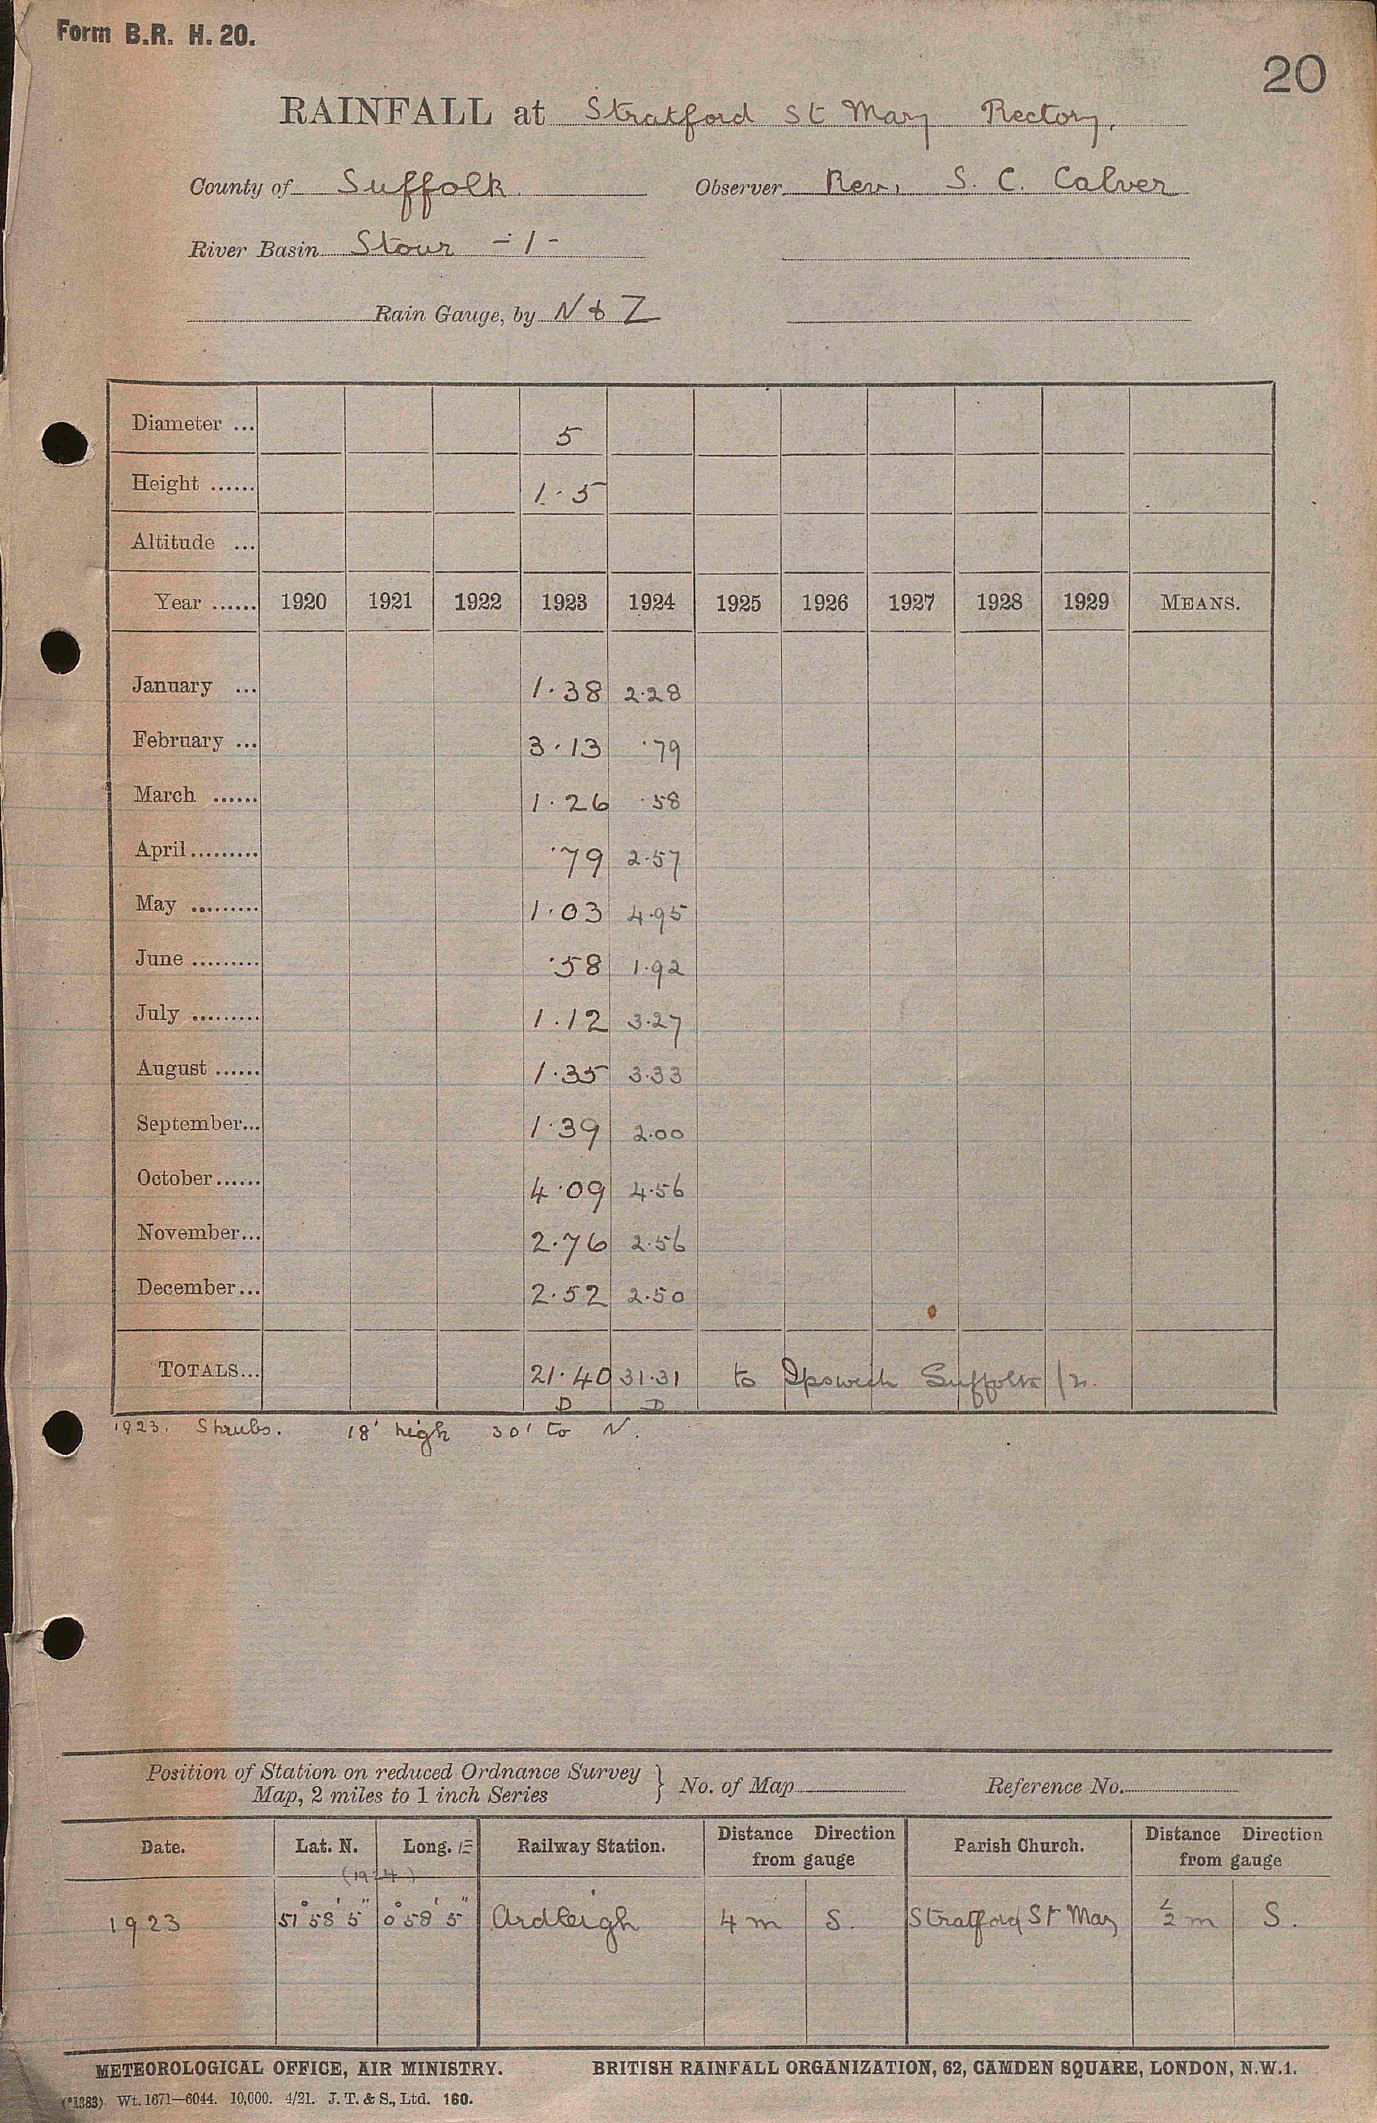 Form B.R. H. 20.
20
RAINFALL at Stratford St Mary Rectory.
County of Suffolk Observer Rev. S. C. Calver
River Basin Stour - 1 -
Rain Gauge, by N & Z
Diameter ... 5
Height ...... 1.5
Altitude ...
Year ...... 1920 1921 1922 1923 1924 1925 1926 1927 1928 1929 MEANS.
January ... 1.38 2.28
February ... 3.13 .79
March ...... 1.26 .58
April ......... .79 2.57
May ......... 1.03 4.95
June ......... .58 1.92
July ......... 1.12 3.27
August ...... 1.35 3.33
September... 1.39 2.00
October...... 4.09 4.56
November... 2.76 2.56
December... 2.52 2.50
TOTALS... 21.40 31.31 to Ipswich Suffolk
D D
1923. Shrubs. 18' high 30' to N.
Position of Station on reduced Ordnance Survey
Map, 2 miles to 1 inch Series } No. of Map Reference No.
Date. Lat. N. Long. E Railway Station. Distance Direction from gauge Parish Church. Distance Direction from gauge
(1924)
1923 51° 58' 5" 0° 58' 5" Ardleigh 4 m S. Stratford St Mary ½ m S.
METEOROLOGICAL OFFICE, AIR MINISTRY. BRITISH RAINFALL ORGANIZATION, 62, CAMDEN SQUARE, LONDON, N.W.1.
(*1383) Wt. 1671—6044. 10,000. 4/21. J. T. & S., Ltd. 160.